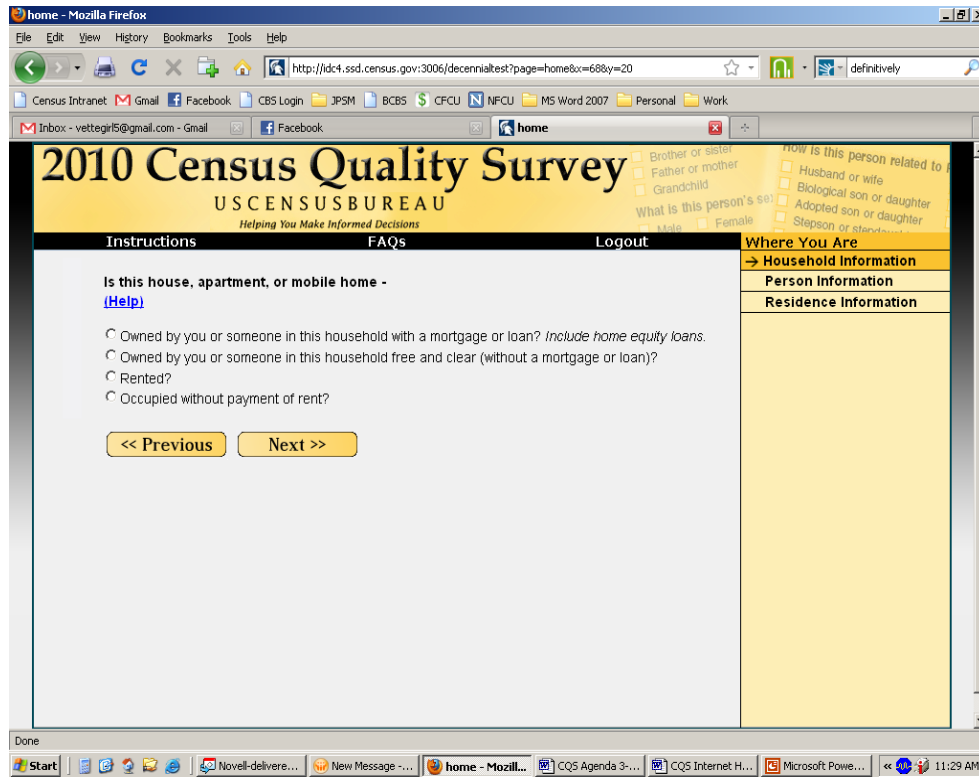 home - Mozilla Firefox
File Edit View History Bookmarks Tools Help
http://idc4.ssd.census.gov:3006/decennialtest?page=home&x=68&y=20
definitively
Census Intranet Gmail Facebook CBS Login JPSM BCBS CFCU NFCU MS Word 2007 Personal Work
Inbox - vettegirl5@gmail.com - Gmail Facebook home
2010 Census Quality Survey
USCENSUSBUREAU
Helping You Make Informed Decisions
Brother or sister
Father or mother
Grandchild
What is this person's sex
Male Female
How is this person related to
Husband or wife
Biological son or daughter
Adopted son or daughter
Stepson or
Instructions FAQs Logout
Where You Are
→ Household Information
Person Information
Residence Information
Is this house, apartment, or mobile home -
(Help)
Owned by you or someone in this household with a mortgage or loan? Include home equity loans.
Owned by you or someone in this household free and clear (without a mortgage or loan)?
Rented?
Occupied without payment of rent?
<< Previous Next >>
Done
Start Novell-delivere... New Message -... home - Mozill... CQS Agenda 3-... CQS Internet H... Microsoft Powe... « 11:29 AM